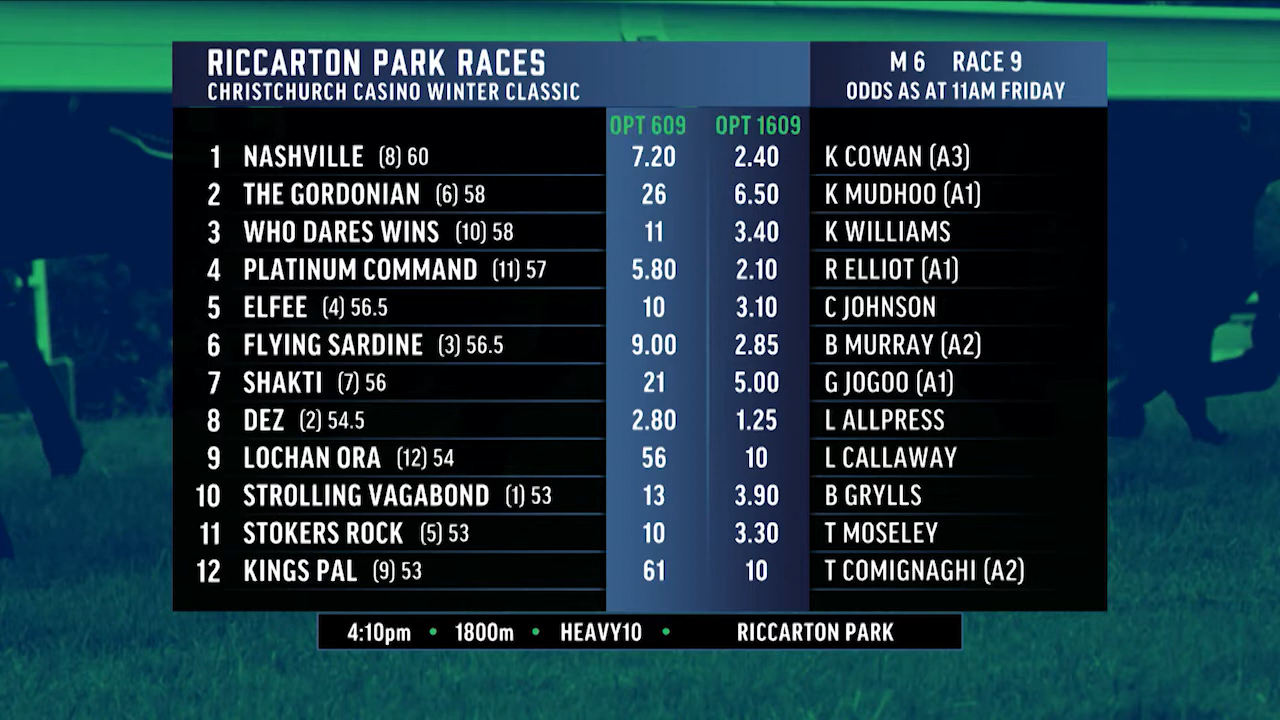 RICCARTON PARK RACES
CHRISTCHURCH CASINO WINTER CLASSIC
M 6 RACE 9
ODDS AS AT 11AM FRIDAY
OPT 609 OPT 1609
1 NASHVILLE (8) 60 7.20 2.40 K COWAN (A3)
2 THE GORDONIAN (6) 58 26 6.50 K MUDHOO (A1)
3 WHO DARES WINS (10) 58 11 3.40 K WILLIAMS
4 PLATINUM COMMAND (11) 57 5.80 2.10 R ELLIOT (A1)
5 ELFEE (4) 56.5 10 3.10 C JOHNSON
6 FLYING SARDINE (3) 56.5 9.00 2.85 B MURRAY (A2)
7 SHAKTI (7) 56 21 5.00 G JOGOO (A1)
8 DEZ (2) 54.5 2.80 1.25 L ALLPRESS
9 LOCHAN ORA (12) 54 56 10 L CALLAWAY
10 STROLLING VAGABOND (1) 53 13 3.90 B GRYLLS
11 STOKERS ROCK (5) 53 10 3.30 T MOSELEY
12 KINGS PAL (9) 53 61 10 T COMIGNAGHI (A2)
4:10pm • 1800m • HEAVY10 • RICCARTON PARK